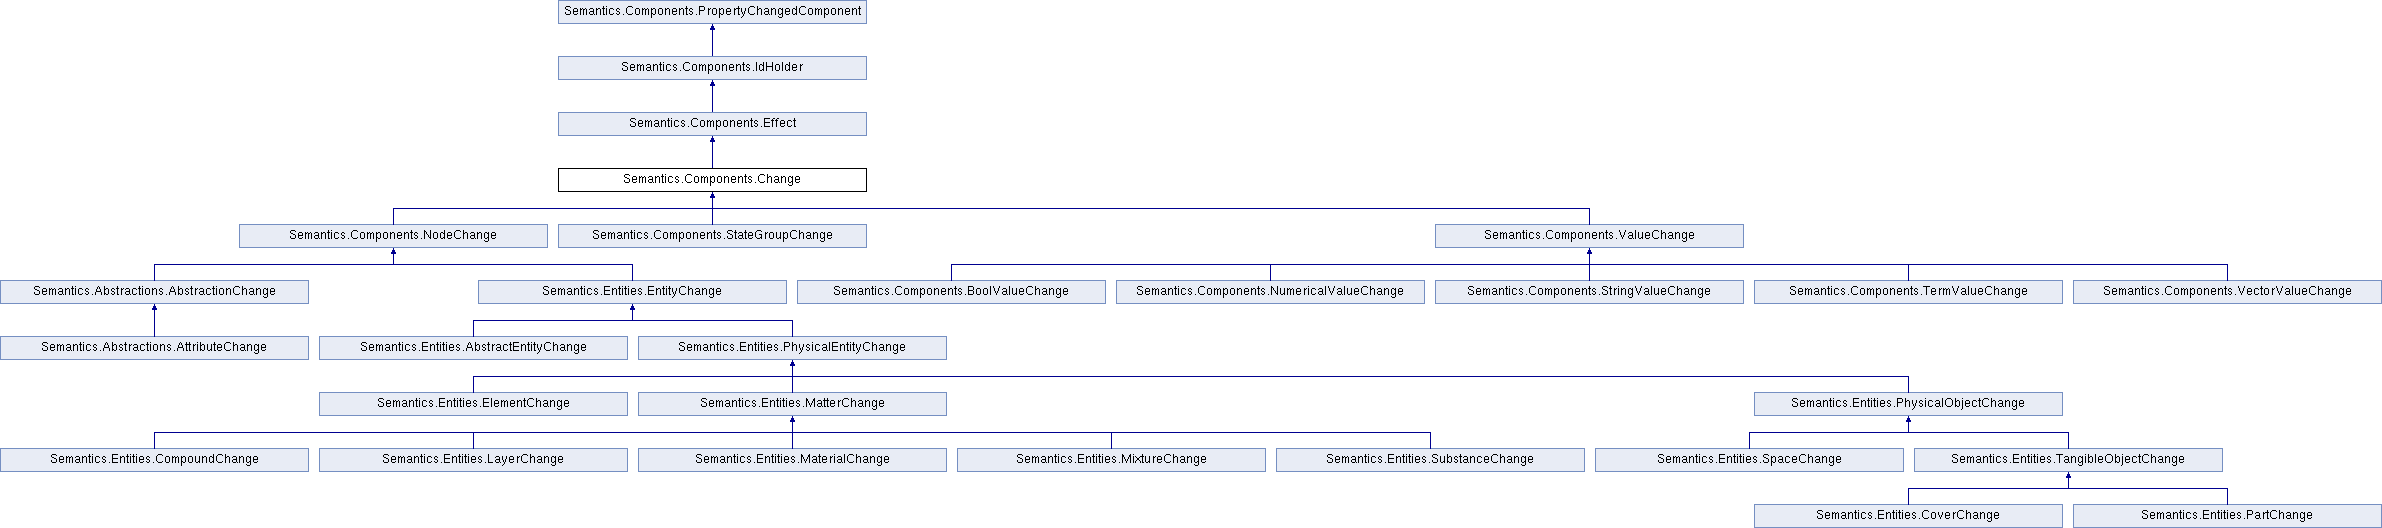 Semantics.Components.PropertyChangedComponent
Semantics.Components.IdHolder
Semantics.Components.Effect
Semantics.Components.Change
Semantics.Components.NodeChange
Semantics.Components.StateGroupChange
Semantics.Components.ValueChange
Semantics.Abstractions.AbstractionChange
Semantics.Entities.EntityChange
Semantics.Components.BoolValueChange
Semantics.Components.NumericalValueChange
Semantics.Components.StringValueChange
Semantics.Components.TermValueChange
Semantics.Components.VectorValueChange
Semantics.Abstractions.AttributeChange
Semantics.Entities.AbstractEntityChange
Semantics.Entities.PhysicalEntityChange
Semantics.Entities.ElementChange
Semantics.Entities.MatterChange
Semantics.Entities.PhysicalObjectChange
Semantics.Entities.CompoundChange
Semantics.Entities.LayerChange
Semantics.Entities.MaterialChange
Semantics.Entities.MixtureChange
Semantics.Entities.SubstanceChange
Semantics.Entities.SpaceChange
Semantics.Entities.TangibleObjectChange
Semantics.Entities.CoverChange
Semantics.Entities.PartChange